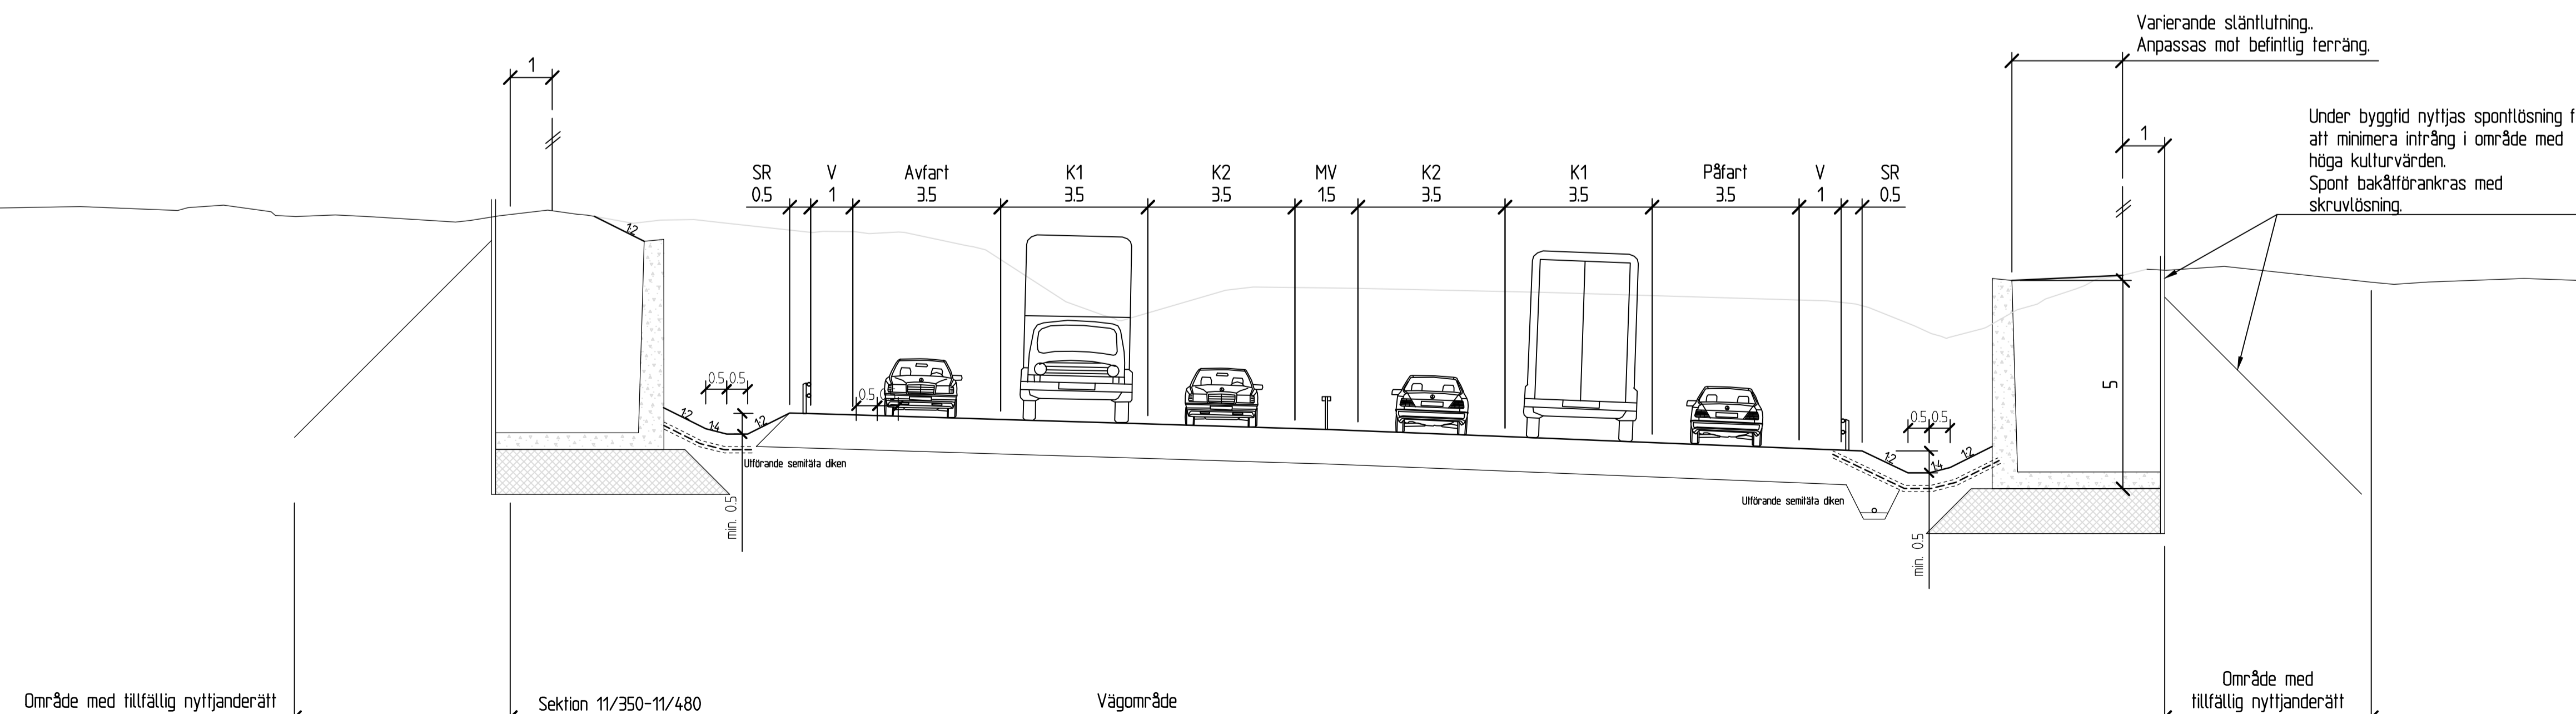 Varierande släntlutning..
Anpassas mot befintlig terräng.
1
Under byggtid nyttjas spontlösning f
att minimera intrång i område med
höga kulturvärden.
Spont bakåtförankras med
skruvlösning.
1
SR V Avfart K1 K2 MV K2 K1 Påfart V SR
0.5 1 3.5 3.5 3.5 1.5 3.5 3.5 3.5 1 0.5
1:2
0.5 0.5
0.5
1:2 1:4 1:2
5
0.5 0.5
1:2 1:4 1:2
Utförande semitäta diken
min. 0.5
Utförande semitäta diken
min. 0.5
Område med tillfällig nyttjanderätt
Sektion 11/350-11/480
Vägområde
Område med
tillfällig nyttjanderätt